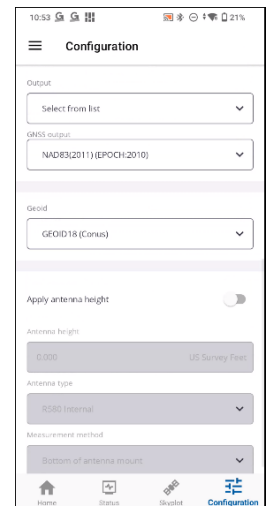 10:53 G G 21%
Configuration
Output
Select from list
GNSS output
NAD83(2011) (EPOCH:2010)
Geoid
GEOID18 (Conus)
Apply antenna height
Antenna height
0.000 US Survey Feet
Antenna type
RS80 Internal
Measurement method
Bottom of antenna mount
Home Status Skyplot Configuration